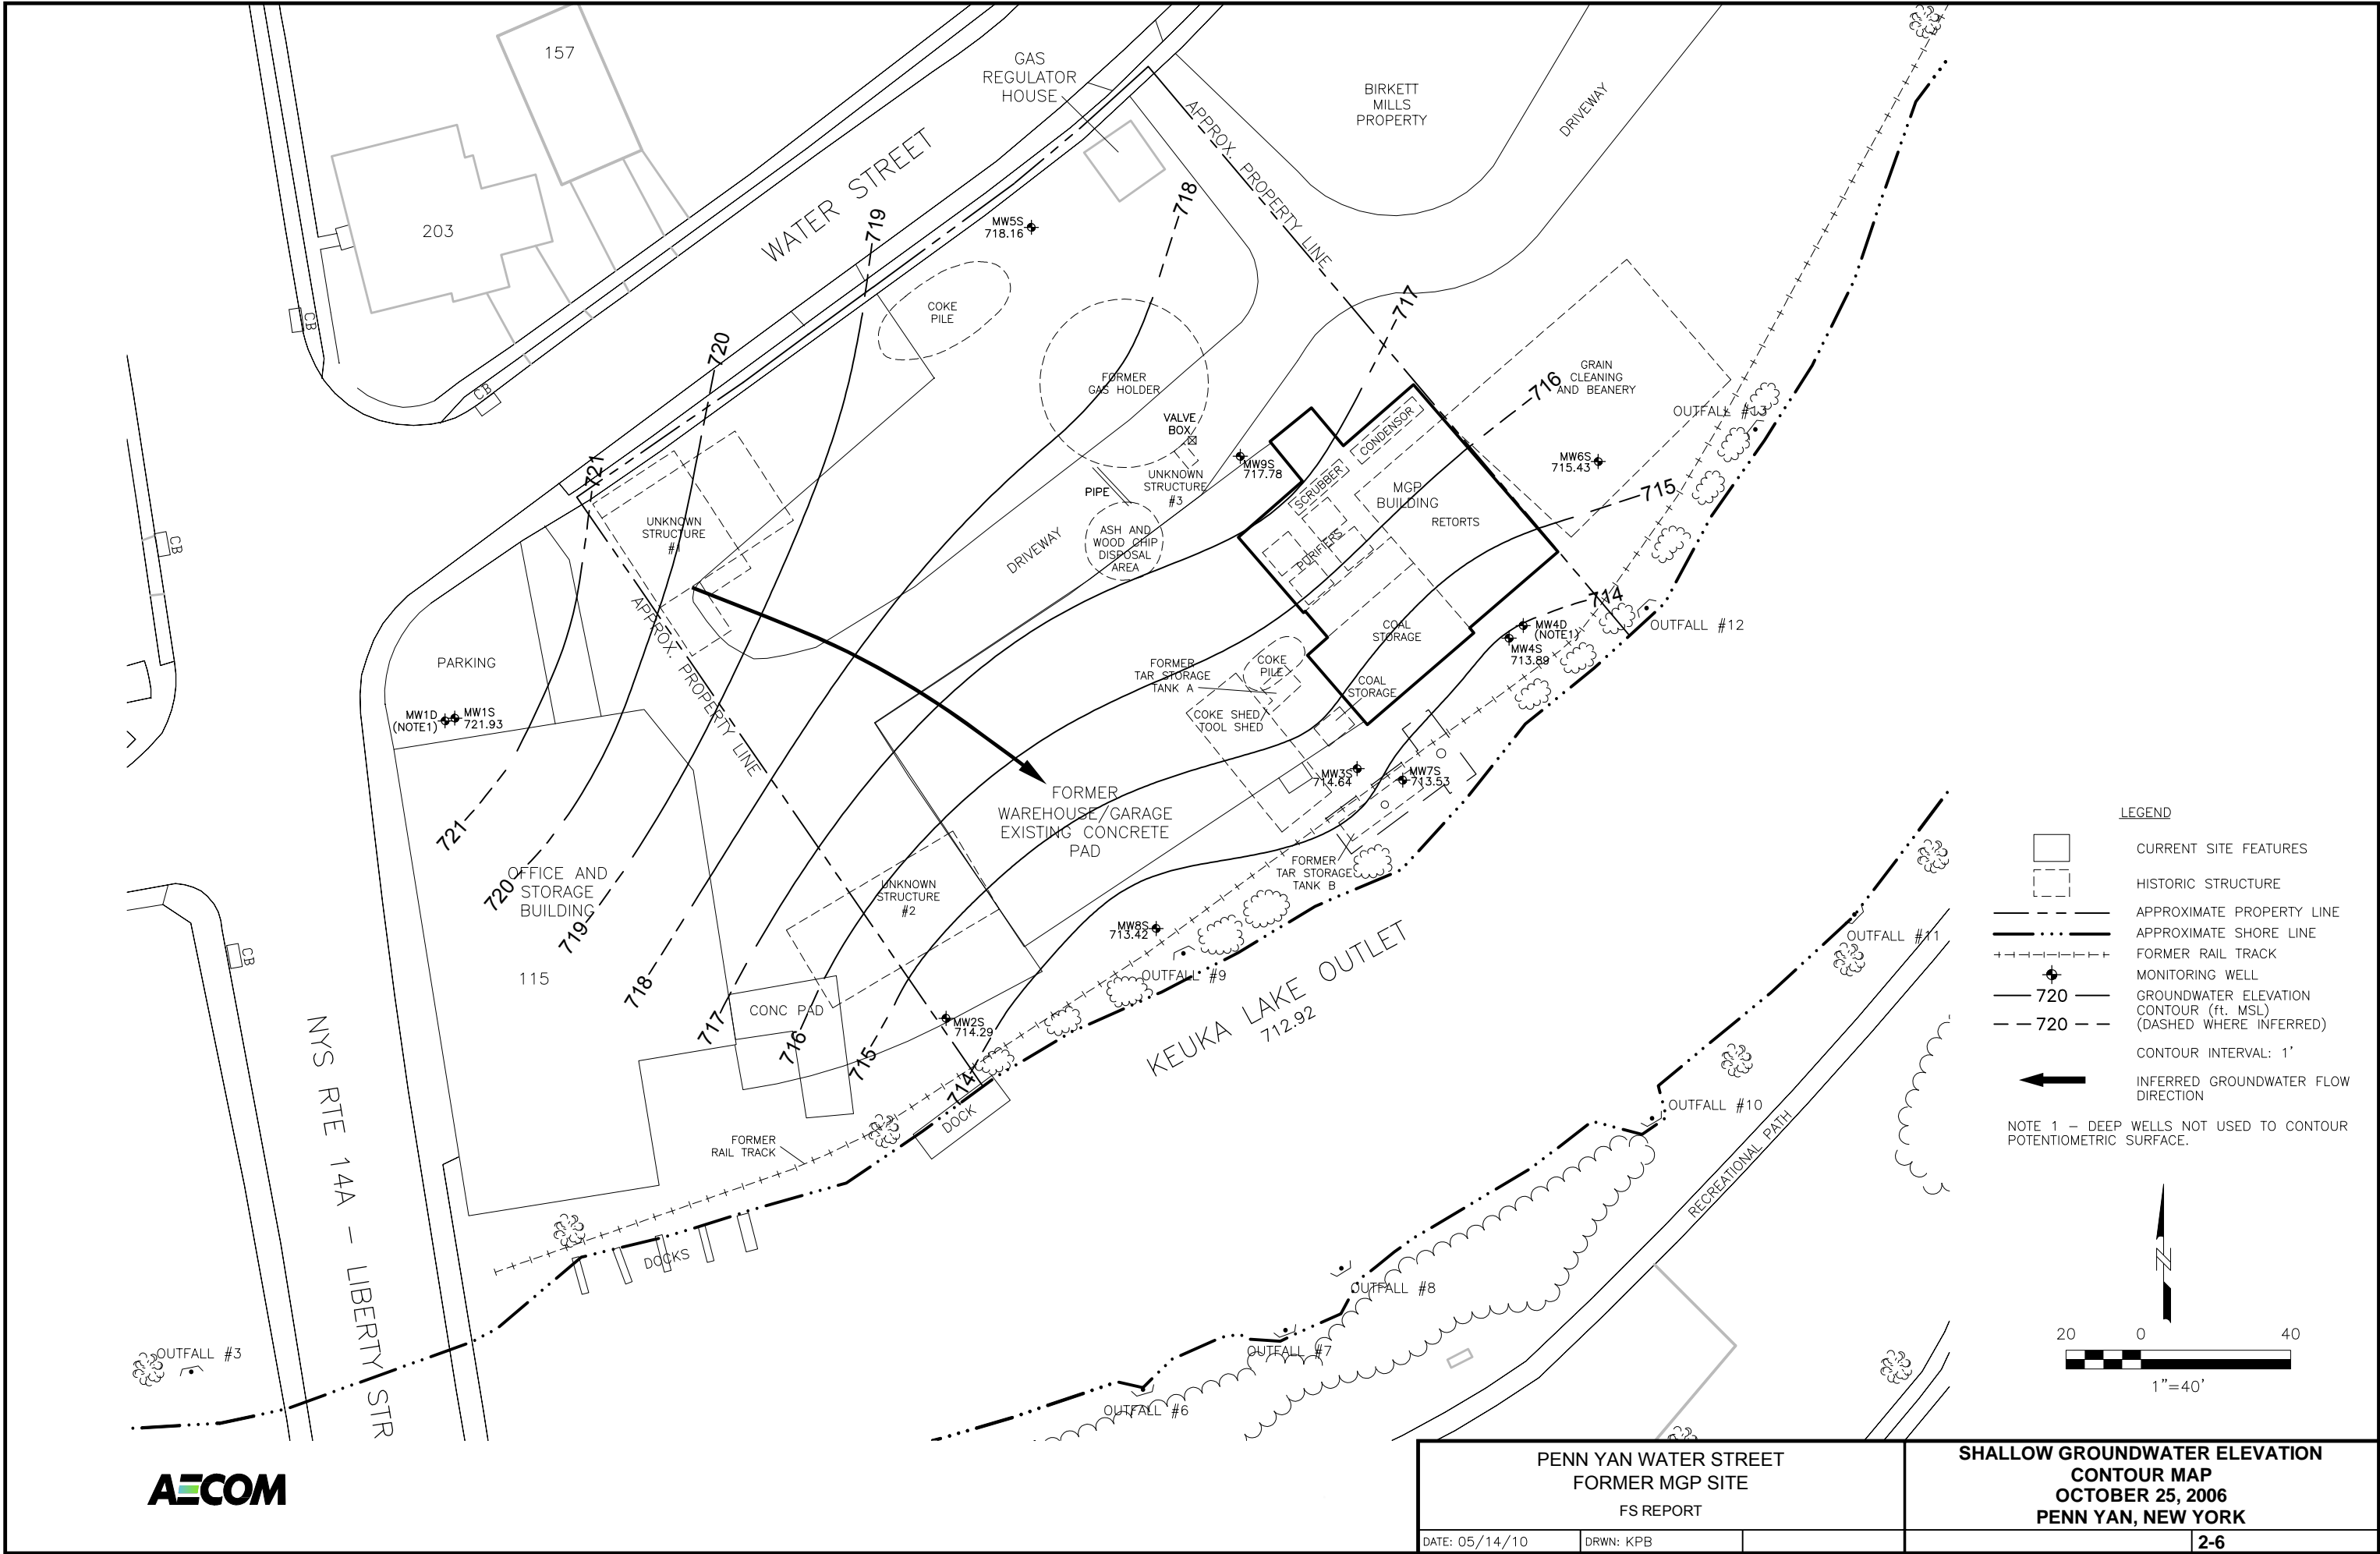 157
GAS
REGULATOR
HOUSE
BIRKETT
MILLS
PROPERTY
DRIVEWAY
APPROX. PROPERTY LINE
203
WATER STREET
MW5S
718.16
719
718
717
CB
COKE
PILE
720
CB
FORMER
GAS HOLDER
VALVE
BOX
GRAIN
CLEANING
AND BEANERY
716
OUTFALL #13
CONDENSOR
SCRUBBER
MW9S
717.78
MW6S
715.43
721
PIPE
UNKNOWN
STRUCTURE
#3
MGP
BUILDING
RETORTS
715
UNKNOWN
STRUCTURE
#1
CB
DRIVEWAY
ASH AND
WOOD CHIP
DISPOSAL
AREA
PURIFIERS
714
APPROX. PROPERTY LINE
COAL
STORAGE
MW4D
(NOTE1)
MW4S
713.89
OUTFALL #12
PARKING
FORMER
TAR STORAGE
TANK A
COKE
PILE
COAL
STORAGE
MW1D
(NOTE1)
MW1S
721.93
COKE SHED/
TOOL SHED
MW3S
714.64
MW7S
713.53
FORMER
WAREHOUSE/GARAGE
EXISTING CONCRETE
PAD
721
720
719
718
717
716
715
714
OFFICE AND
STORAGE
BUILDING
115
UNKNOWN
STRUCTURE
#2
FORMER
TAR STORAGE
TANK B
CB
MW8S
713.42
OUTFALL #9
KEUKA LAKE OUTLET
712.92
CONC PAD
MW2S
714.29
DOCK
FORMER
RAIL TRACK
DOCKS
NYS RTE 14A - LIBERTY STR
OUTFALL #3
OUTFALL #11
OUTFALL #10
RECREATIONAL PATH
OUTFALL #8
OUTFALL #7
OUTFALL #6
LEGEND
CURRENT SITE FEATURES
HISTORIC STRUCTURE
APPROXIMATE PROPERTY LINE
APPROXIMATE SHORE LINE
FORMER RAIL TRACK
MONITORING WELL
720 GROUNDWATER ELEVATION
CONTOUR (ft. MSL)
720 (DASHED WHERE INFERRED)
CONTOUR INTERVAL: 1'
INFERRED GROUNDWATER FLOW
DIRECTION
NOTE 1 - DEEP WELLS NOT USED TO CONTOUR
POTENTIOMETRIC SURFACE.
N
20 0 40
1"=40'
AECOM
PENN YAN WATER STREET
FORMER MGP SITE
FS REPORT
DATE: 05/14/10
DRWN: KPB
SHALLOW GROUNDWATER ELEVATION
CONTOUR MAP
OCTOBER 25, 2006
PENN YAN, NEW YORK
2-6